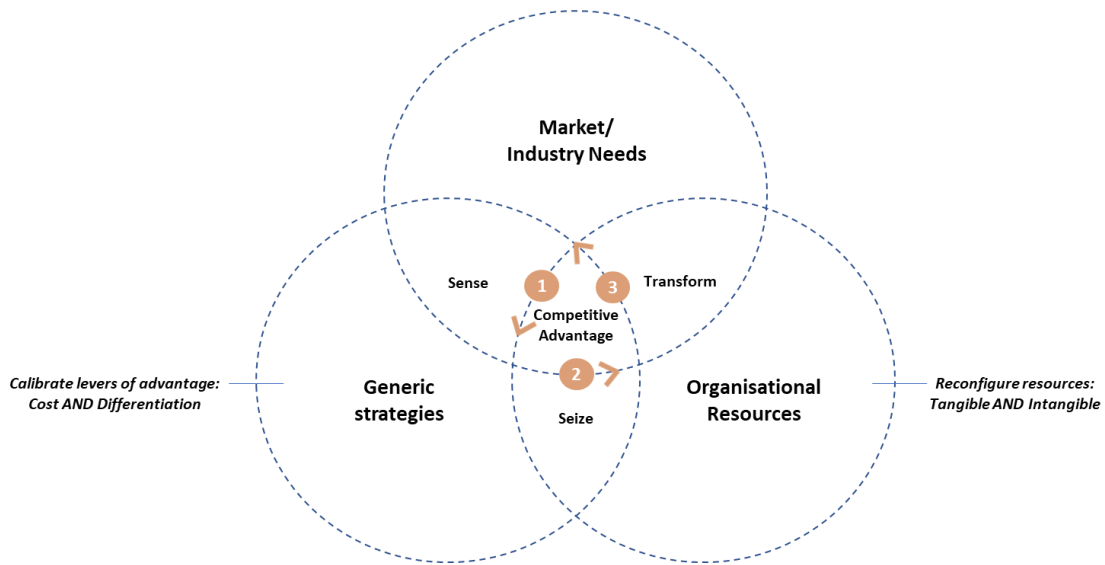 Market/
Industry Needs
Sense
1
3
Transform
Competitive
Advantage
2
Seize
Calibrate levers of advantage:
Cost AND Differentiation
Generic
strategies
Organisational
Resources
Reconfigure resources:
Tangible AND Intangible